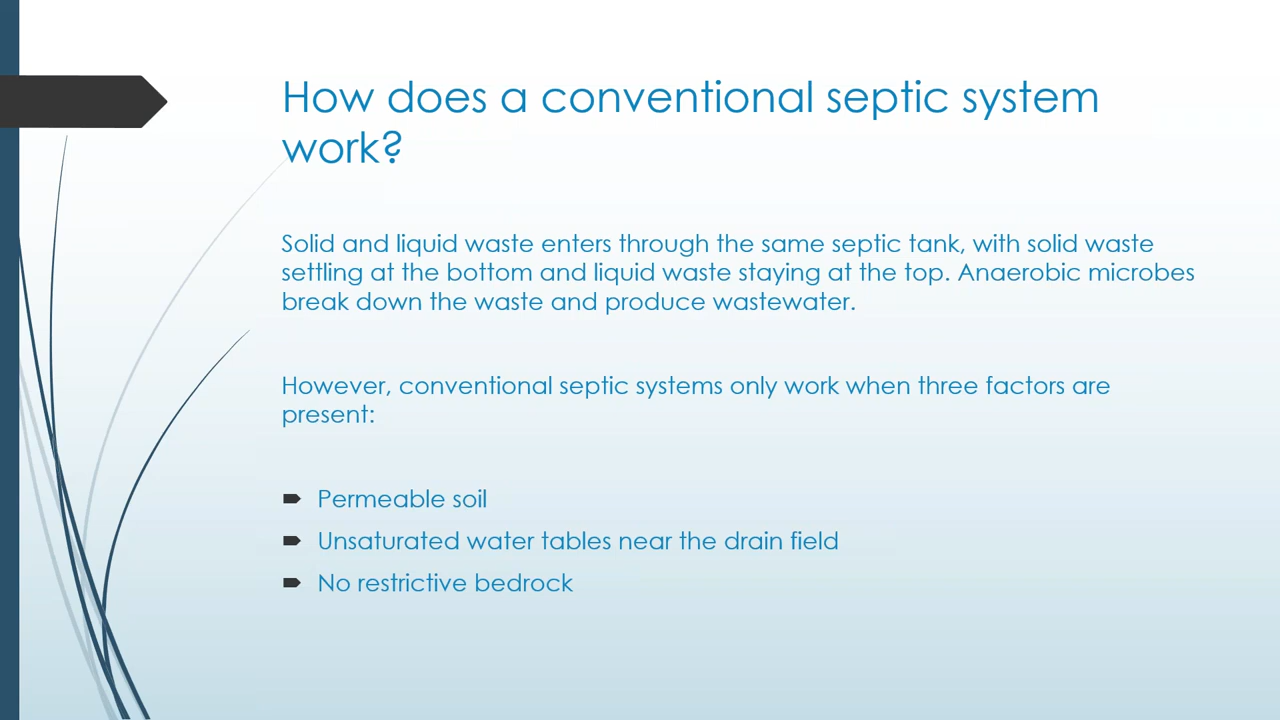 How does a conventional septic system
work?
Solid and liquid waste enters through the same septic tank, with solid waste
settling at the bottom and liquid waste staying at the top. Anaerobic microbes
break down the waste and produce wastewater.
However, conventional septic systems only work when three factors are
present:
Permeable soil
Unsaturated water tables near the drain field
No restrictive bedrock